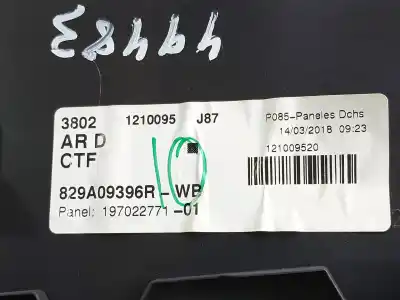 44483
3802 1210095 J87
AR D
CTF
829A09396R-WB
Panel: 197022771-01
10
P085-Paneles Dchs
14/03/2018 09:23
121009520